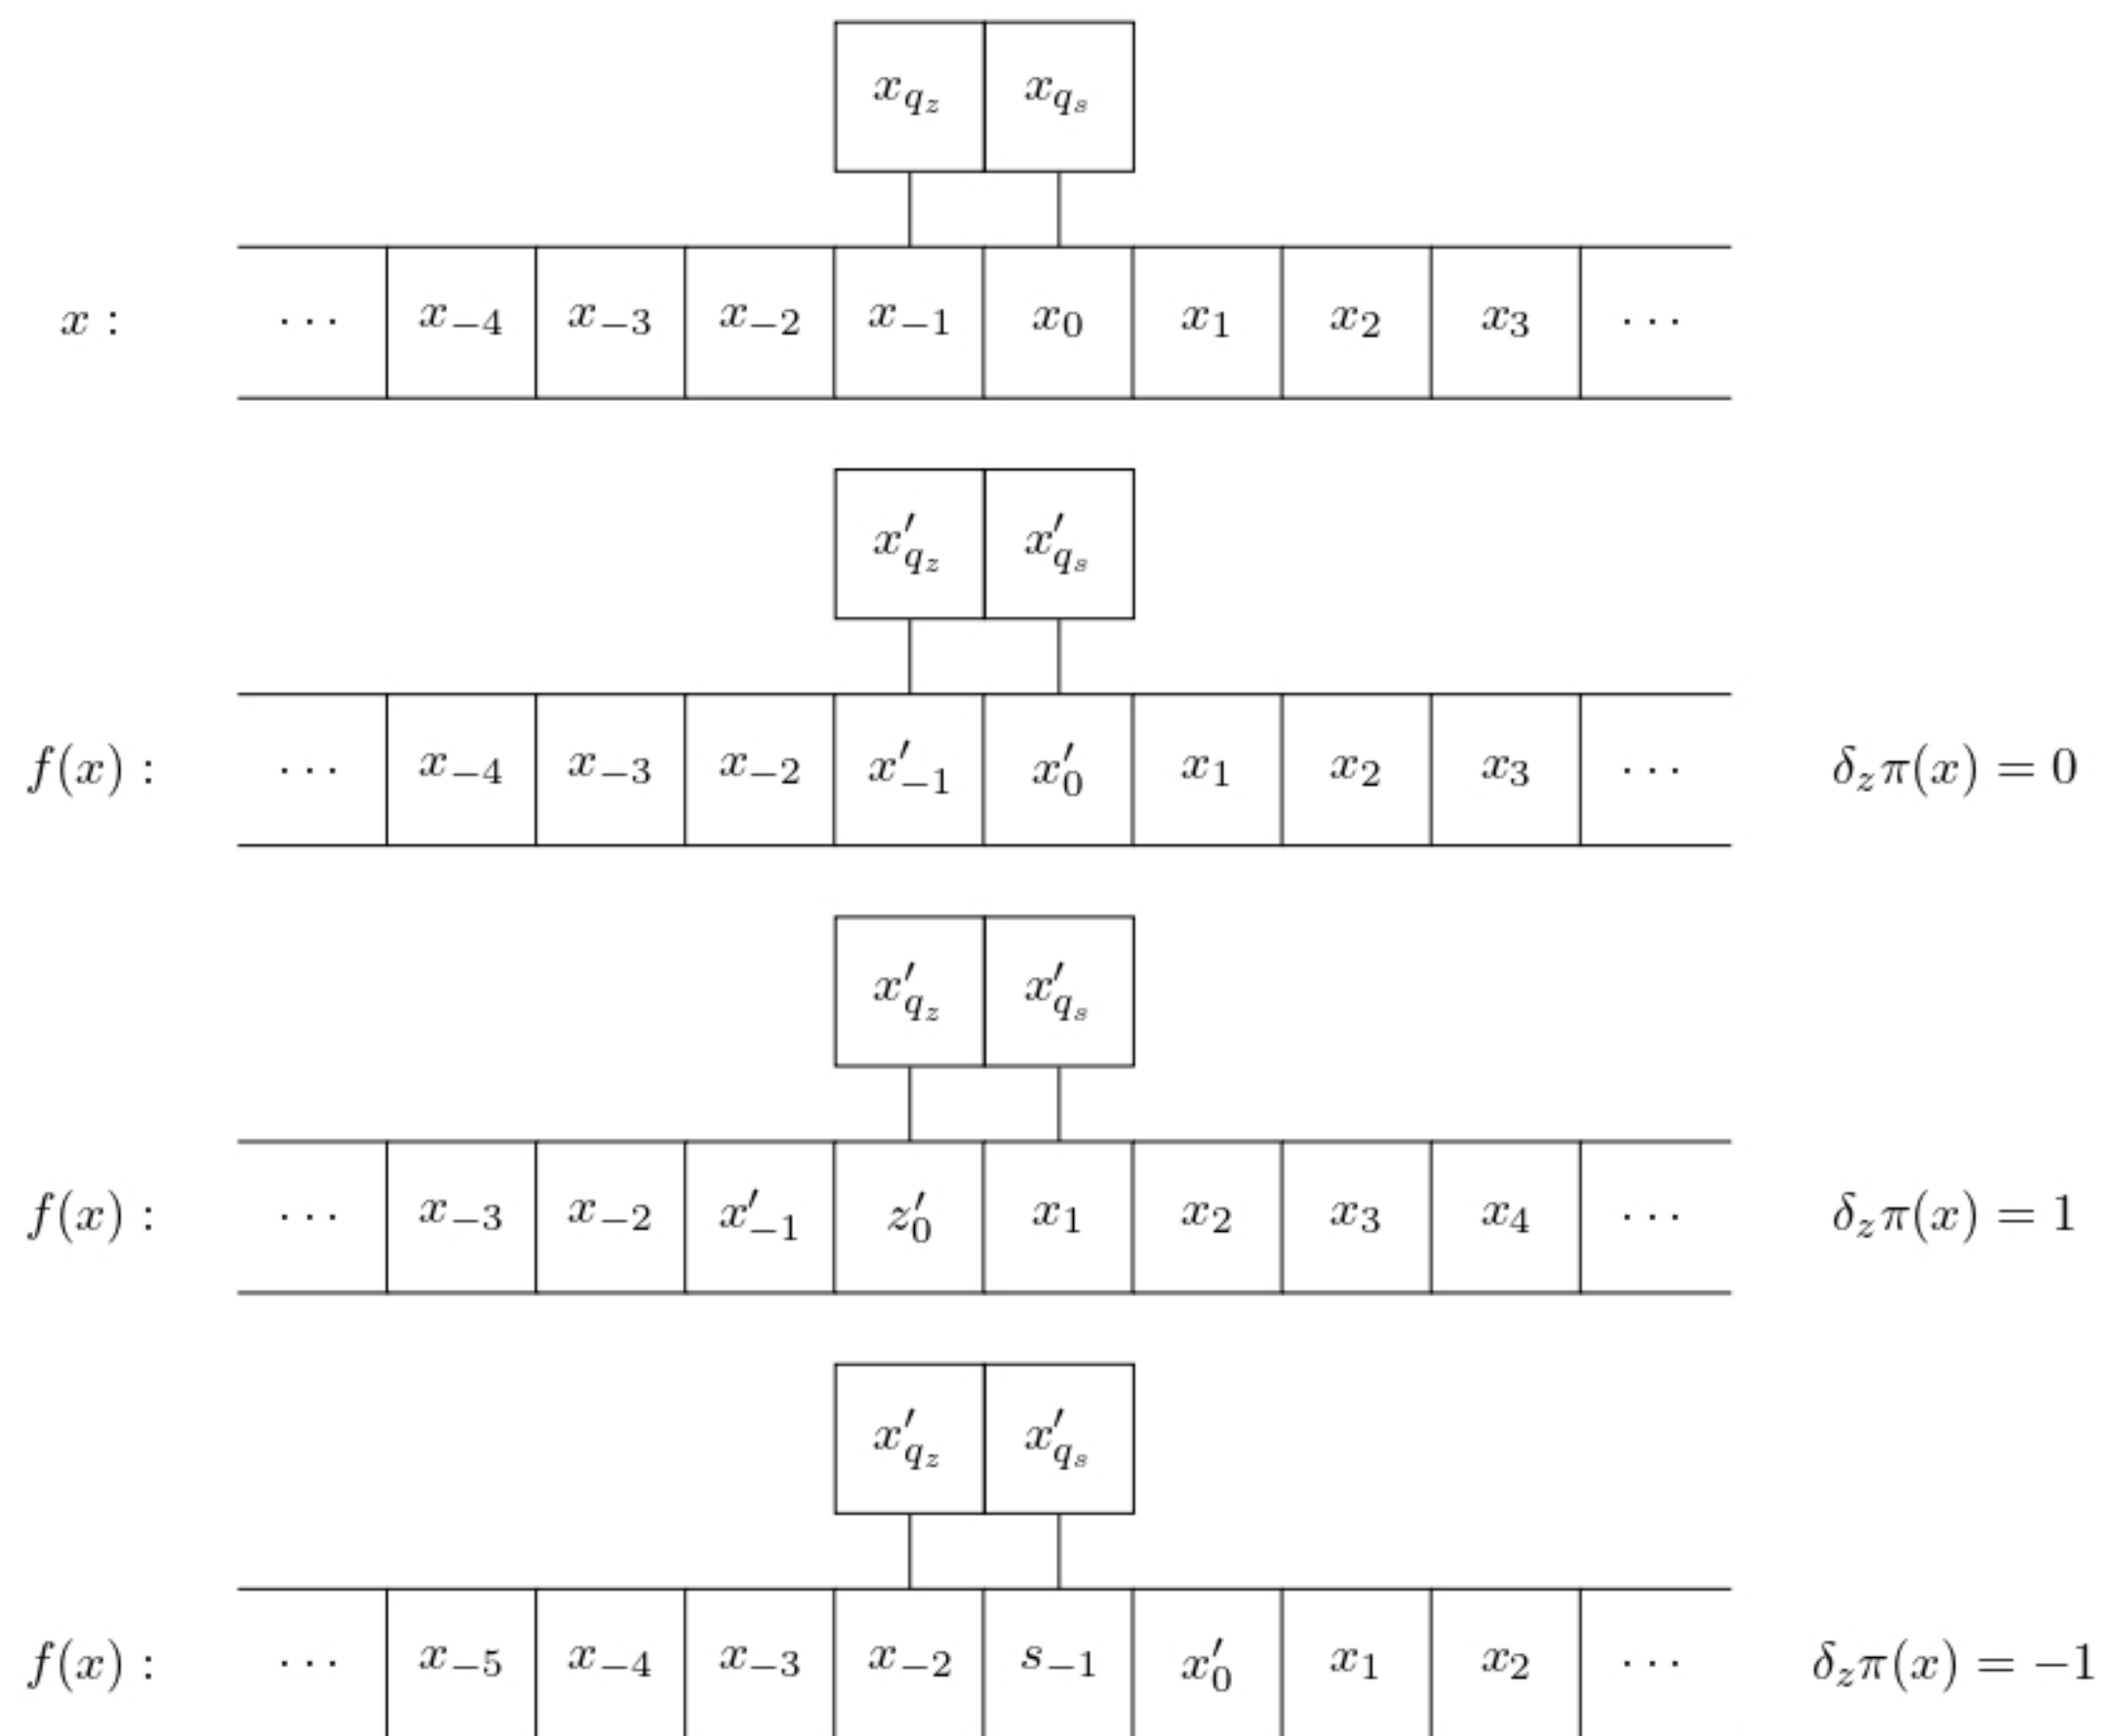 x_{q_z} x_{q_s}
x : ⋯ x_{−4} x_{−3} x_{−2} x_{−1} x_0 x_1 x_2 x_3 ⋯
x′_{q_z} x′_{q_s}
f(x) : ⋯ x_{−4} x_{−3} x_{−2} x′_{−1} x′_0 x_1 x_2 x_3 ⋯ δ_zπ(x) = 0
x′_{q_z} x′_{q_s}
f(x) : ⋯ x_{−3} x_{−2} x′_{−1} z′_0 x_1 x_2 x_3 x_4 ⋯ δ_zπ(x) = 1
x′_{q_z} x′_{q_s}
f(x) : ⋯ x_{−5} x_{−4} x_{−3} x_{−2} s_{−1} x′_0 x_1 x_2 ⋯ δ_zπ(x) = −1